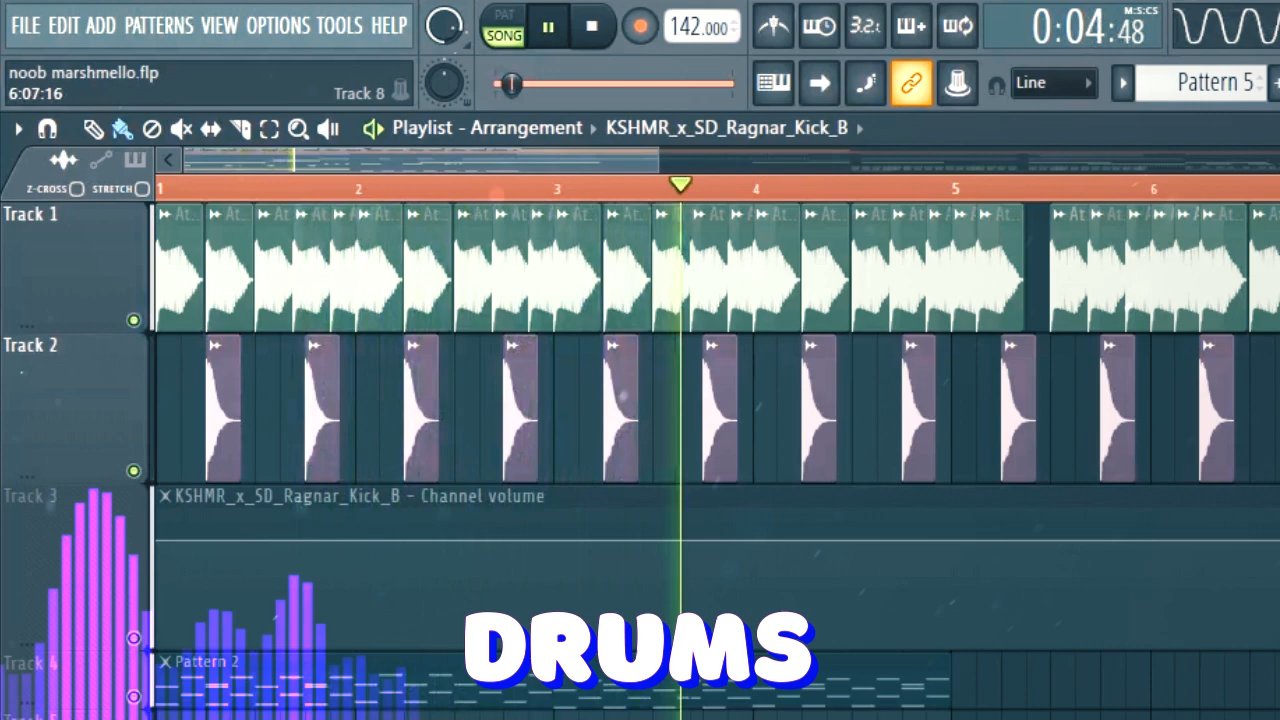 FILE EDIT ADD PATTERNS VIEW OPTIONS TOOLS HELP
PAT
SONG
142.000
3.2.
M:S:CS
0:04:48
noob marshmello.flp
6:07:16
Track 8
Line
Pattern 5
Playlist - Arrangement KSHMR_x_SD_Ragnar_Kick_B
Z-CROSS STRETCH
1 2 3 4 5 6
Track 1
Track 2
Track 3
KSHMR_x_SD_Ragnar_Kick_B - Channel volume
DRUMS
Track 4
Pattern 2